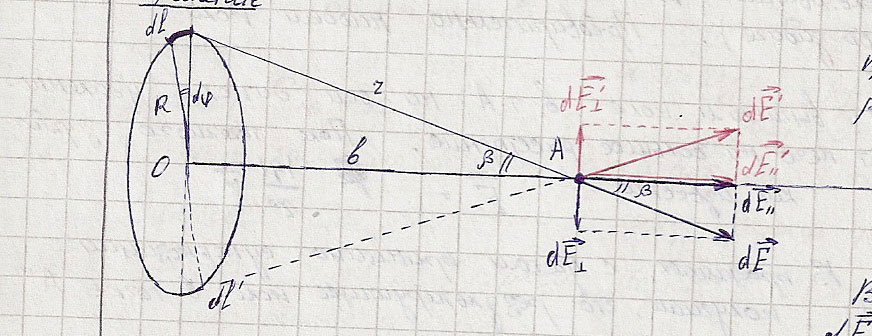 dl
R dφ
r
O
b
β
A
dE⃗⊥'
dE⃗'
dE⃗∥'
β
dE⃗∥
dE⃗⊥
dE⃗
dl'